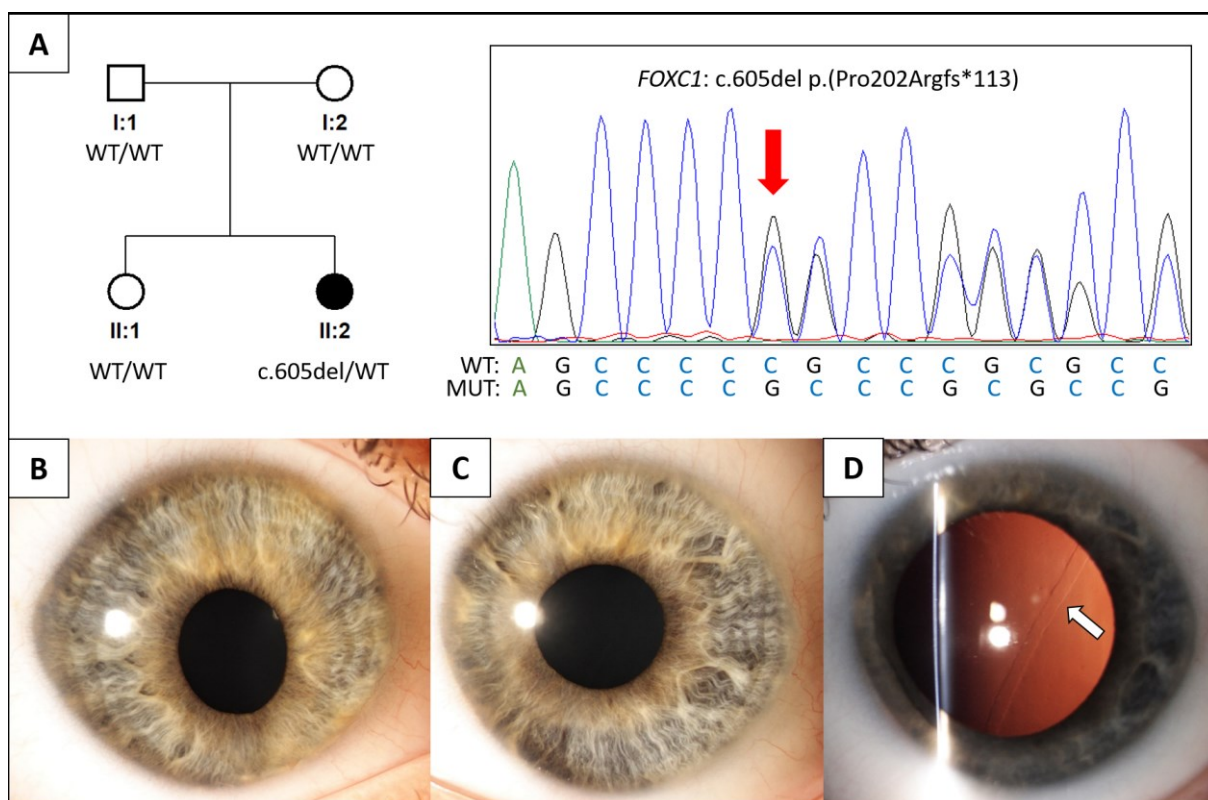 A
FOXC1: c.605del p.(Pro202Argfs*113)
I:1 I:2
WT/WT WT/WT
II:1 II:2
WT/WT c.605del/WT
WT: A G C C C C C G C C C G C G C C
MUT: A G C C C C G C C C G C G C C G
B C D